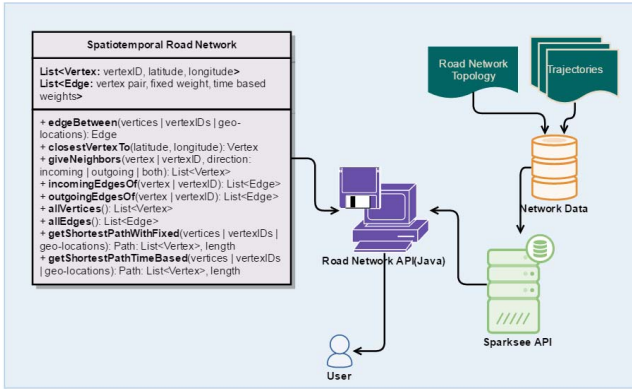 Spatiotemporal Road Network
List<Vertex: vertexID, latitude, longitude>
List<Edge: vertex pair, fixed weight, time based
weights>
+ edgeBetween(vertices | vertexIDs | geo-
locations): Edge
+ closestVertexTo(latitude, longitude): Vertex
+ giveNeighbors(vertex | vertexID, direction:
incoming | outgoing | both): List<Vertex>
+ incomingEdgesOf(vertex | vertexID): List<Edge>
+ outgoingEdgesOf(vertex | vertexID): List<Edge>
+ allVertices(): List<Vertex>
+ allEdges(): List<Edge>
+ getShortestPathWithFixed(vertices | vertexIDs |
geo-locations): Path: List<Vertex>, length
+ getShortestPathTimeBased(vertices | vertexIDs
| geo-locations): Path: List<Vertex>, length
Road Network
Topology
Trajectories
Network Data
Road Network API(Java)
Sparksee API
User